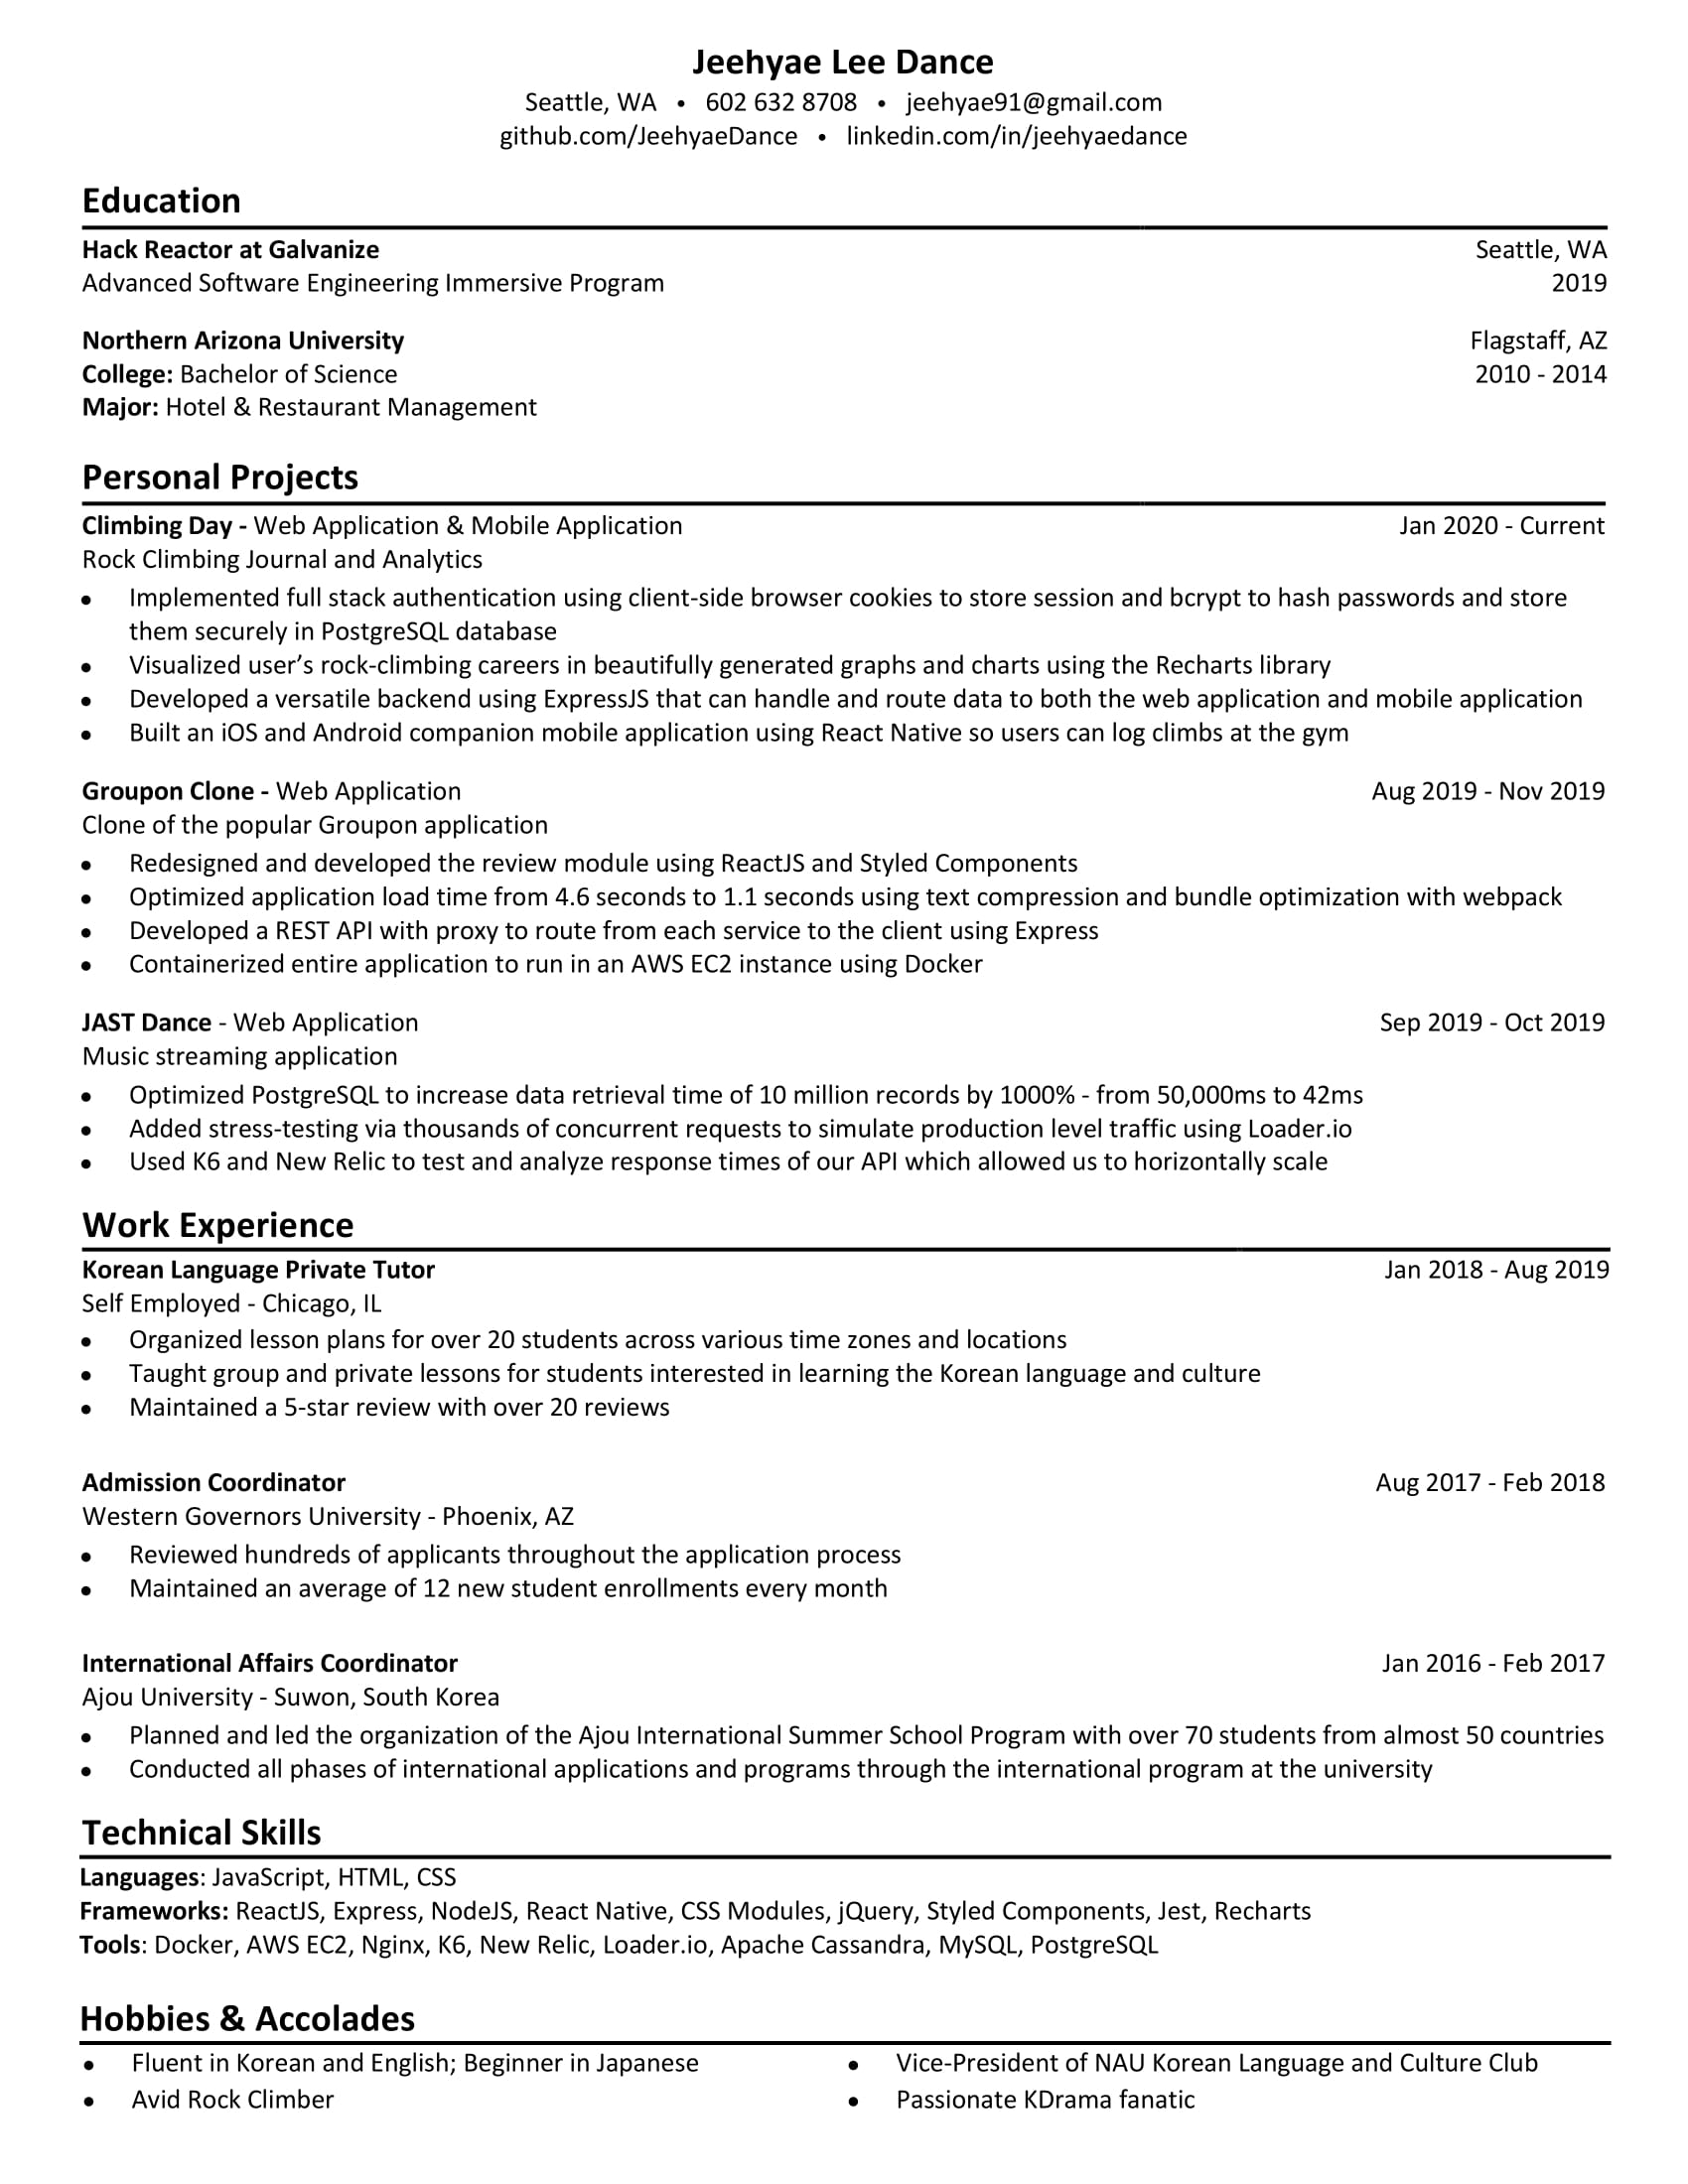 Jeehyae Lee Dance
Seattle, WA • 602 632 8708 • jeehyae91@gmail.com
github.com/JeehyaeDance • linkedin.com/in/jeehyaedance
Education
Hack Reactor at Galvanize Seattle, WA
Advanced Software Engineering Immersive Program 2019
Northern Arizona University Flagstaff, AZ
College: Bachelor of Science 2010 - 2014
Major: Hotel & Restaurant Management
Personal Projects
Climbing Day - Web Application & Mobile Application Jan 2020 - Current
Rock Climbing Journal and Analytics
• Implemented full stack authentication using client-side browser cookies to store session and bcrypt to hash passwords and store
them securely in PostgreSQL database
• Visualized user’s rock-climbing careers in beautifully generated graphs and charts using the Recharts library
• Developed a versatile backend using ExpressJS that can handle and route data to both the web application and mobile application
• Built an iOS and Android companion mobile application using React Native so users can log climbs at the gym
Groupon Clone - Web Application Aug 2019 - Nov 2019
Clone of the popular Groupon application
• Redesigned and developed the review module using ReactJS and Styled Components
• Optimized application load time from 4.6 seconds to 1.1 seconds using text compression and bundle optimization with webpack
• Developed a REST API with proxy to route from each service to the client using Express
• Containerized entire application to run in an AWS EC2 instance using Docker
JAST Dance - Web Application Sep 2019 - Oct 2019
Music streaming application
• Optimized PostgreSQL to increase data retrieval time of 10 million records by 1000% - from 50,000ms to 42ms
• Added stress-testing via thousands of concurrent requests to simulate production level traffic using Loader.io
• Used K6 and New Relic to test and analyze response times of our API which allowed us to horizontally scale
Work Experience
Korean Language Private Tutor Jan 2018 - Aug 2019
Self Employed - Chicago, IL
• Organized lesson plans for over 20 students across various time zones and locations
• Taught group and private lessons for students interested in learning the Korean language and culture
• Maintained a 5-star review with over 20 reviews
Admission Coordinator Aug 2017 - Feb 2018
Western Governors University - Phoenix, AZ
• Reviewed hundreds of applicants throughout the application process
• Maintained an average of 12 new student enrollments every month
International Affairs Coordinator Jan 2016 - Feb 2017
Ajou University - Suwon, South Korea
• Planned and led the organization of the Ajou International Summer School Program with over 70 students from almost 50 countries
• Conducted all phases of international applications and programs through the international program at the university
Technical Skills
Languages: JavaScript, HTML, CSS
Frameworks: ReactJS, Express, NodeJS, React Native, CSS Modules, jQuery, Styled Components, Jest, Recharts
Tools: Docker, AWS EC2, Nginx, K6, New Relic, Loader.io, Apache Cassandra, MySQL, PostgreSQL
Hobbies & Accolades
• Fluent in Korean and English; Beginner in Japanese • Vice-President of NAU Korean Language and Culture Club
• Avid Rock Climber • Passionate KDrama fanatic